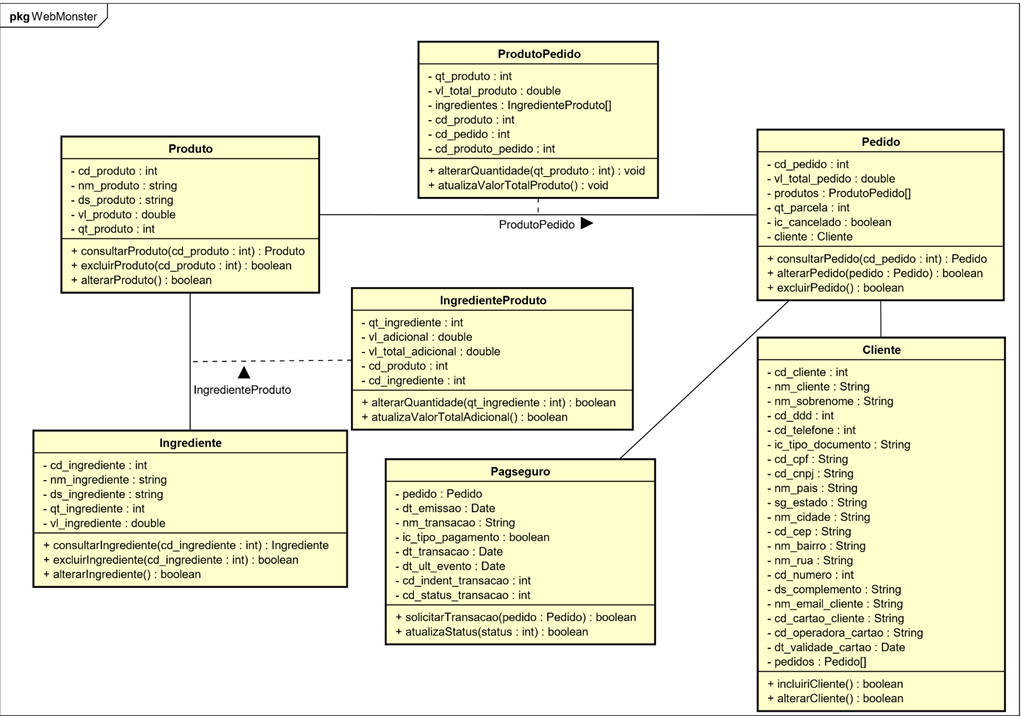 pkg WebMonster
ProdutoPedido
- qt_produto : int
- vl_total_produto : double
- ingredientes : IngredienteProduto[]
- cd_produto : int
- cd_pedido : int
- cd_produto_pedido : int
+ alterarQuantidade(qt_produto : int) : void
+ atualizaValorTotalProduto() : void
Produto
- cd_produto : int
- nm_produto : string
- ds_produto : string
- vl_produto : double
- qt_produto : int
+ consultarProduto(cd_produto : int) : Produto
+ excluirProduto(cd_produto : int) : boolean
+ alterarProduto() : boolean
ProdutoPedido
Pedido
- cd_pedido : int
- vl_total_pedido : double
- produtos : ProdutoPedido[]
- qt_parcela : int
- ic_cancelado : boolean
- cliente : Cliente
+ consultarPedido(cd_pedido : int) : Pedido
+ alterarPedido(pedido : Pedido) : boolean
+ excluirPedido() : boolean
IngredienteProduto
- qt_ingrediente : int
- vl_adicional : double
- vl_total_adicional : double
- cd_produto : int
- cd_ingrediente : int
+ alterarQuantidade(qt_ingrediente : int) : boolean
+ atualizaValorTotalAdicional() : boolean
IngredienteProduto
Ingrediente
- cd_ingrediente : int
- nm_ingrediente : string
- ds_ingrediente : string
- qt_ingrediente : int
- vl_ingrediente : double
+ consultarIngrediente(cd_ingrediente : int) : Ingrediente
+ excluirIngrediente(cd_ingrediente : int) : boolean
+ alterarIngrediente() : boolean
Pagseguro
- pedido : Pedido
- dt_emissao : Date
- nm_transacao : String
- ic_tipo_pagamento : boolean
- dt_transacao : Date
- dt_ult_evento : Date
- cd_indent_transacao : int
- cd_status_transacao : int
+ solicitarTransacao(pedido : Pedido) : boolean
+ atualizaStatus(status : int) : boolean
Cliente
- cd_cliente : int
- nm_cliente : String
- nm_sobrenome : String
- cd_ddd : int
- cd_telefone : int
- ic_tipo_documento : String
- cd_cpf : String
- cd_cnpj : String
- nm_pais : String
- sg_estado : String
- nm_cidade : String
- cd_cep : String
- nm_bairro : String
- nm_rua : String
- cd_numero : int
- ds_complemento : String
- nm_email_cliente : String
- cd_cartao_cliente : String
- cd_operadora_cartao : String
- dt_validade_cartao : Date
- pedidos : Pedido[]
+ incluiriCliente() : boolean
+ alterarCliente() : boolean